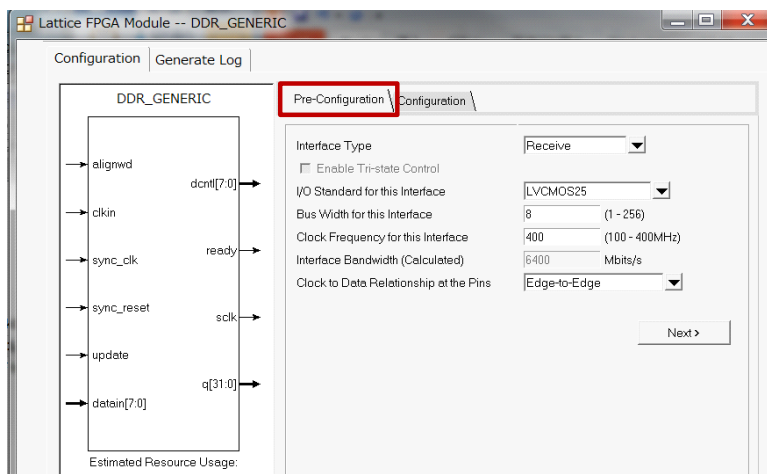 Lattice FPGA Module -- DDR_GENERIC
Configuration Generate Log
DDR_GENERIC
alignwd
clkin
sync_clk
sync_reset
update
datain[7:0]
dcntl[7:0]
ready
sclk
q[31:0]
Estimated Resource Usage:
Pre-Configuration Configuration
Interface Type Receive
Enable Tri-state Control
I/O Standard for this Interface LVCMOS25
Bus Width for this Interface 8 (1 - 256)
Clock Frequency for this Interface 400 (100 - 400MHz)
Interface Bandwidth (Calculated) 6400 Mbits/s
Clock to Data Relationship at the Pins Edge-to-Edge
Next >